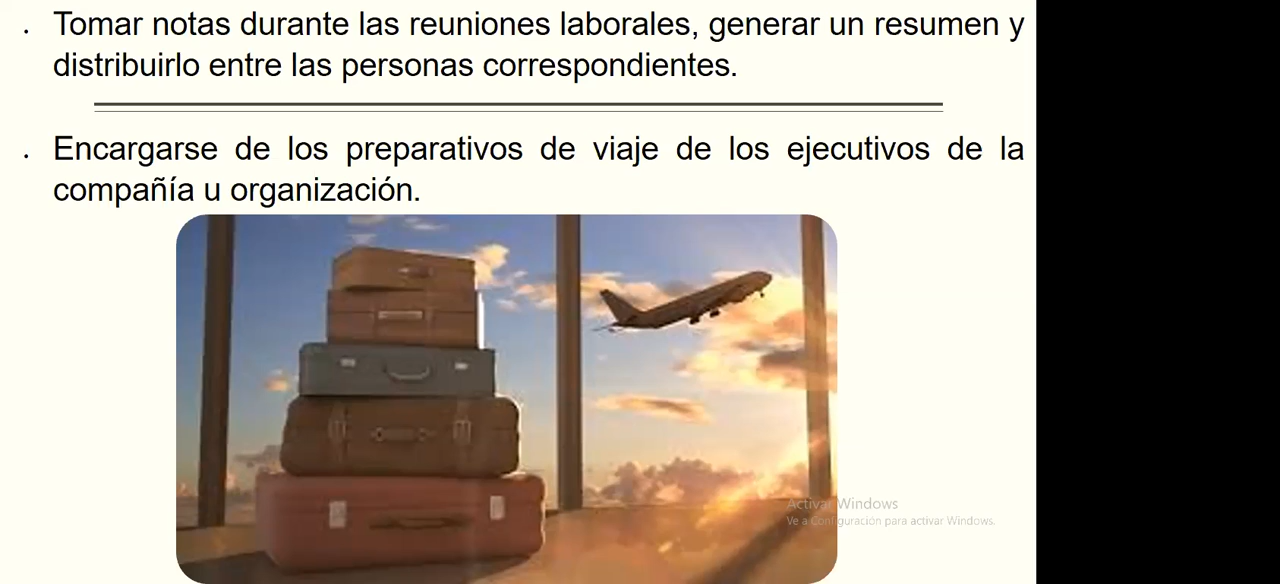 . Tomar notas durante las reuniones laborales, generar un resumen y
distribuirlo entre las personas correspondientes.
. Encargarse de los preparativos de viaje de los ejecutivos de la
compañía u organización.
Activar Windows
Ve a Configuración para activar Windows.